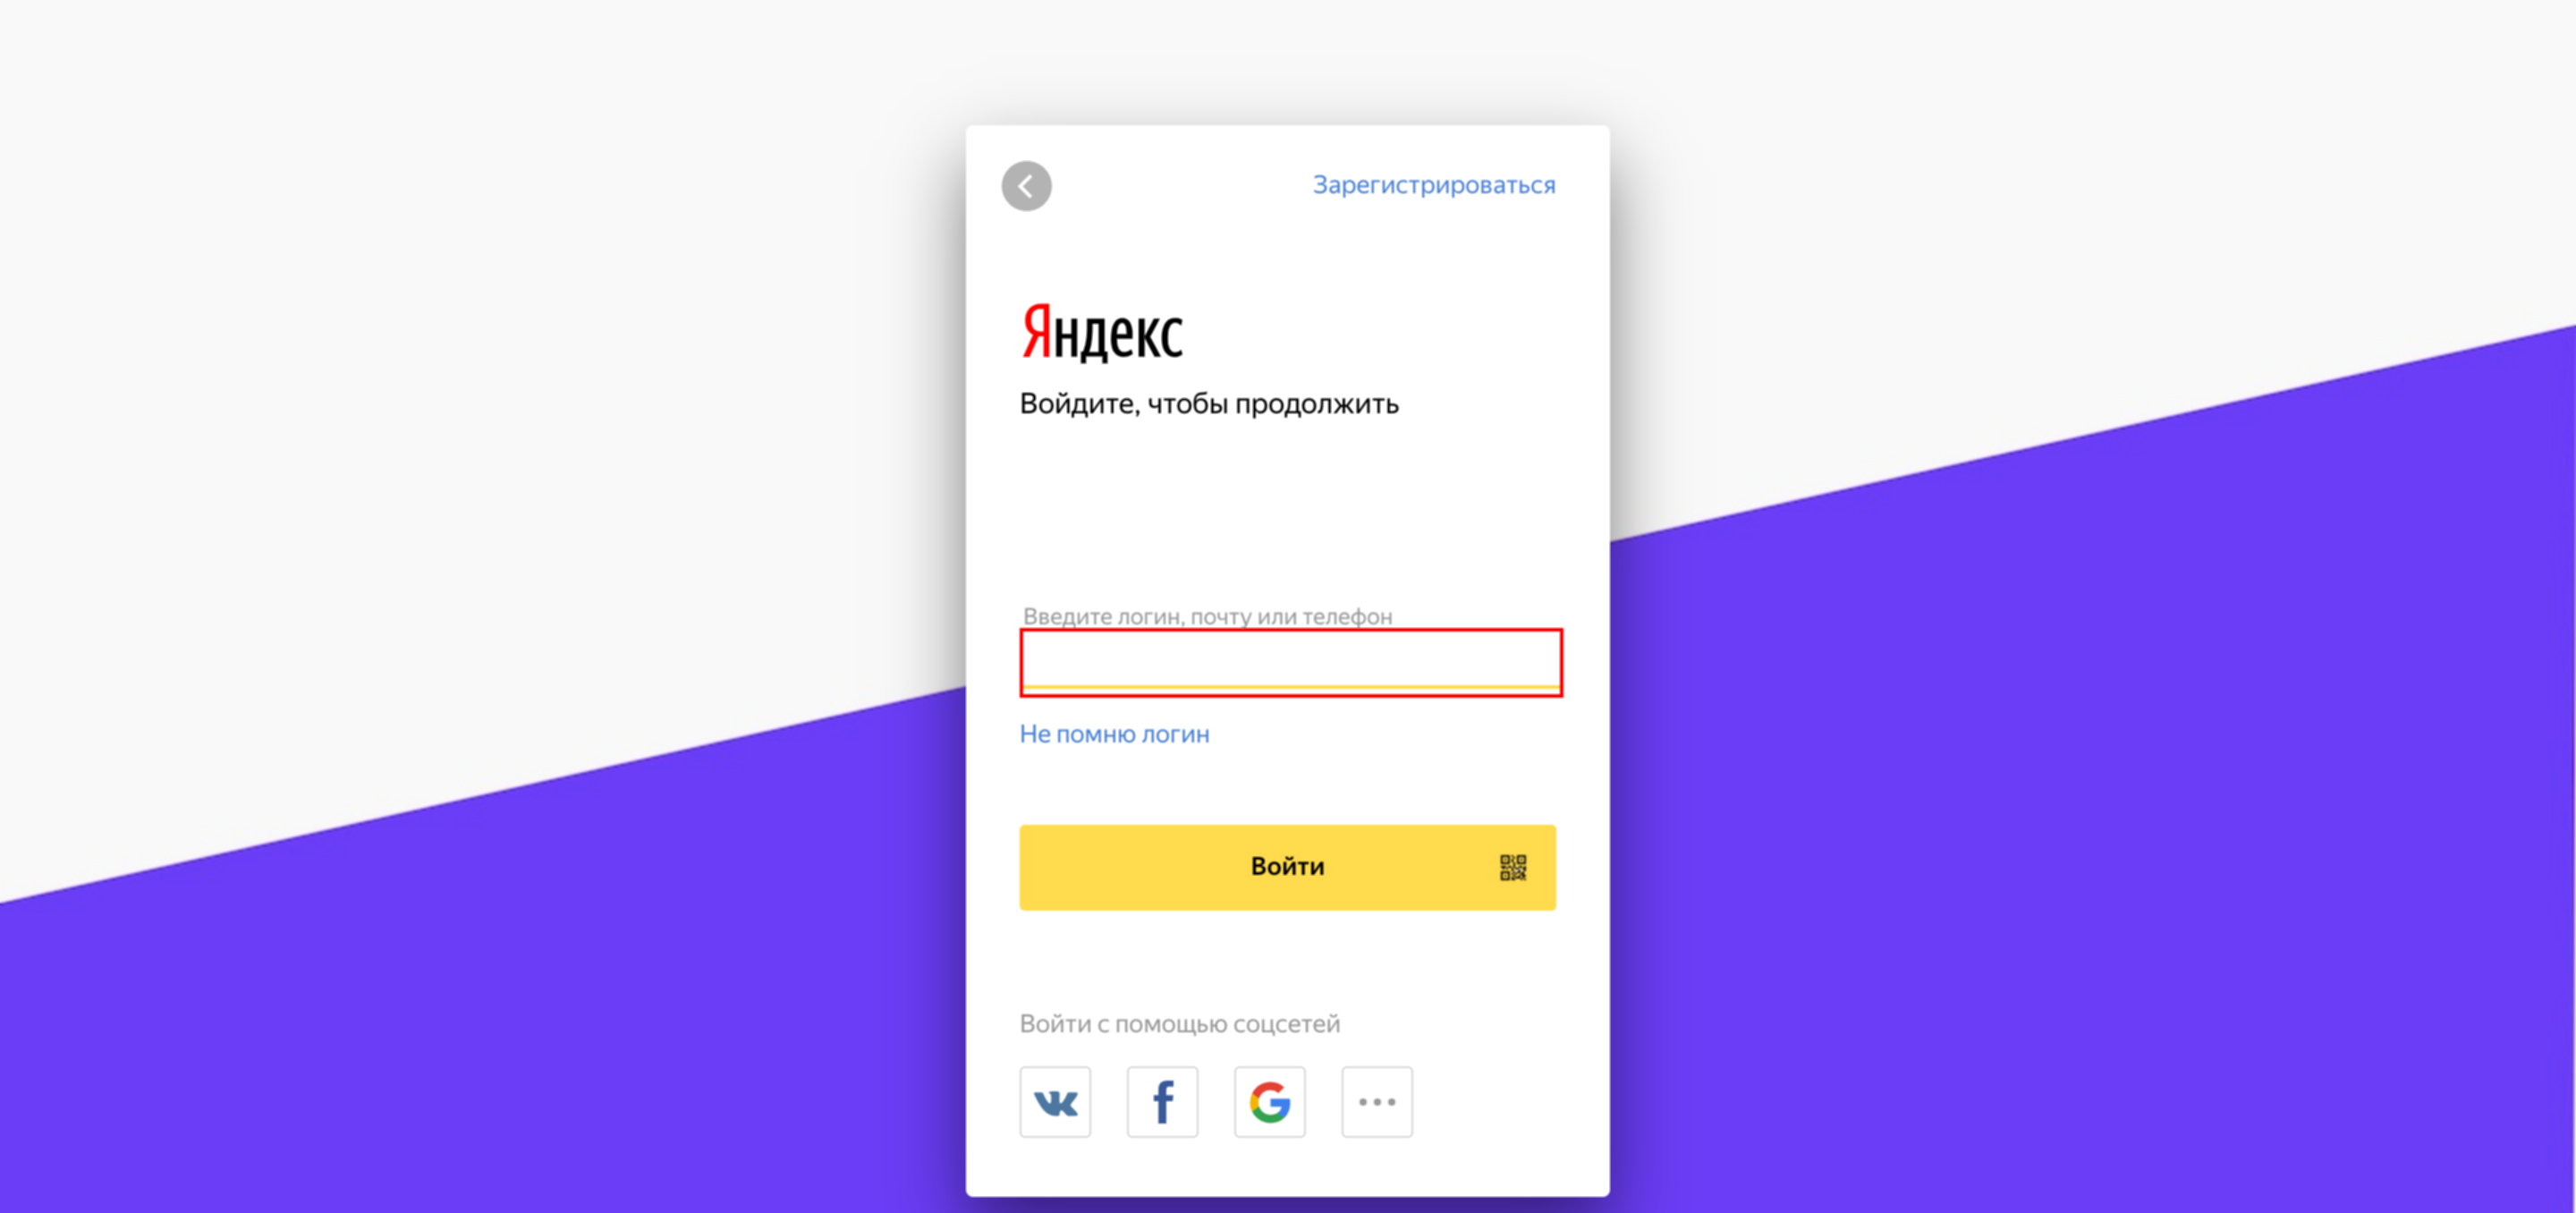 Зарегистрироваться
Яндекс
Войдите, чтобы продолжить
Введите логин, почту или телефон
Не помню логин
Войти
Войти с помощью соцсетей